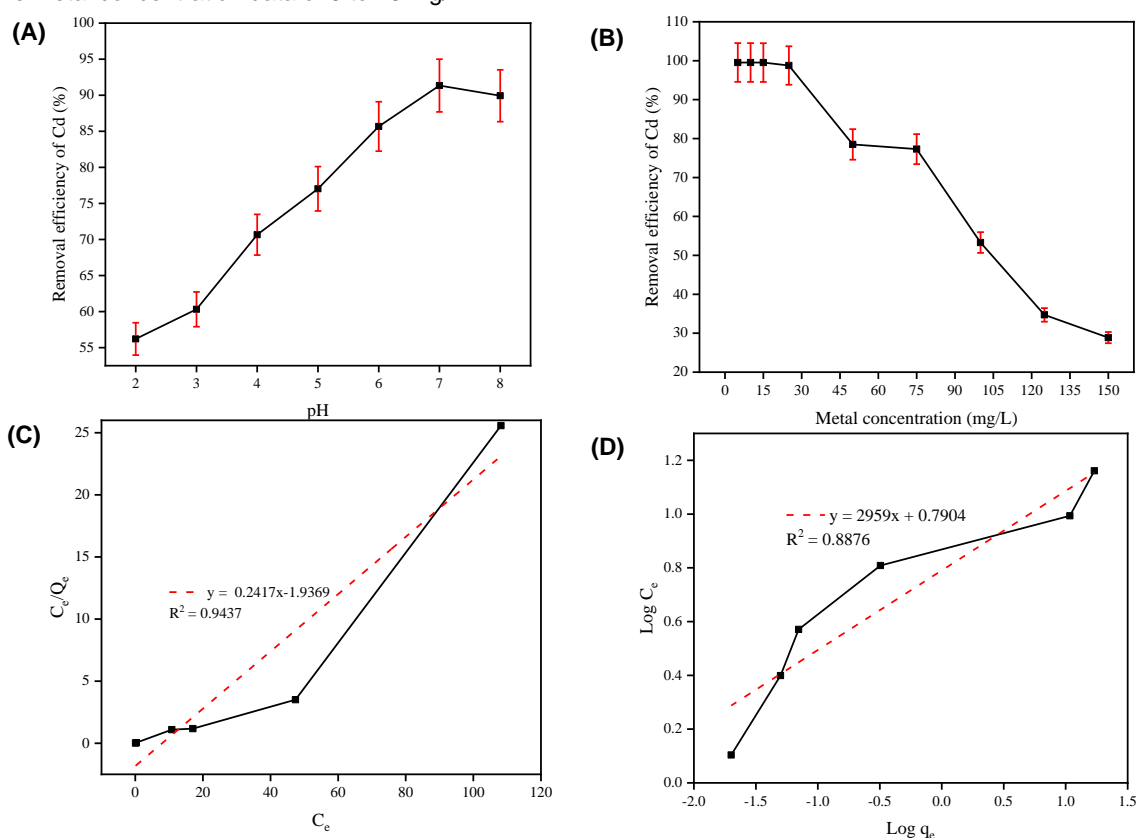 (A)
100
95
90
85
80
75
70
65
60
55
Removal efficiency of Cd (%)
2 3 4 5 6 7 8
pH
(B)
110
100
90
80
70
60
50
40
30
20
Removal efficiency of Cd (%)
0 15 30 45 60 75 90 105 120 135 150
Metal concentration (mg/L)
(C)
25
20
15
10
5
0
Ce/Qe
y = 0.2417x-1.9369
R2 = 0.9437
0 20 40 60 80 100 120
Ce
(D)
1.2
1.0
0.8
0.6
0.4
0.2
0.0
Log Ce
y = 2959x + 0.7904
R2 = 0.8876
-2.0 -1.5 -1.0 -0.5 0.0 0.5 1.0 1.5
Log qe